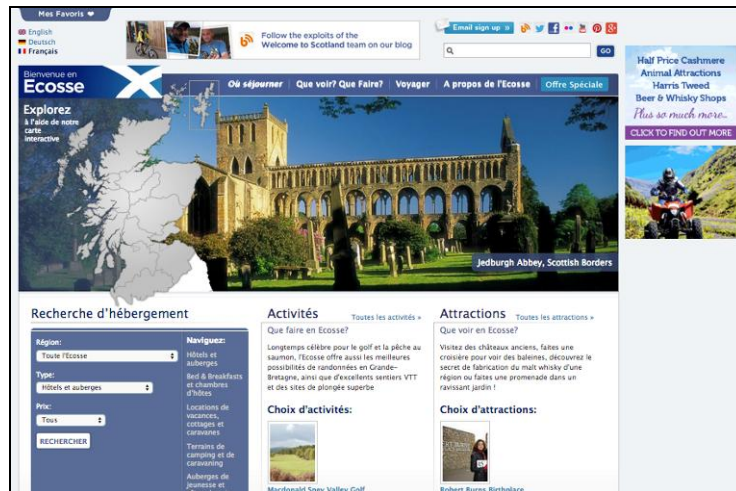 Mes Favoris ❤
English
Deutsch
Français
Follow the exploits of the
Welcome to Scotland team on our blog
Email sign up »
GO
Bienvenue en
Ecosse
Où séjourner
Que voir? Que Faire?
Voyager
A propos de l'Ecosse
Offre Spéciale
Explorez
à l'aide de notre
carte
interactive
Jedburgh Abbey, Scottish Borders
Half Price Cashmere
Animal Attractions
Harris Tweed
Beer & Whisky Shops
Plus so much more...
CLICK TO FIND OUT MORE
Recherche d'hébergement
Région:
Toute l'Ecosse
Type:
Hôtels et auberges
Prix:
Tous
RECHERCHER
Naviguez:
Hôtels et
auberges
Bed & Breakfasts
et chambres
d'hôtes
Locations de
vacances,
cottages et
caravanes
Terrains de
camping et de
caravaning
Auberges de
jeunesse et
Activités
Toutes les activités »
Que faire en Ecosse?
Longtemps célèbre pour le golf et la pêche au
saumon, l'Ecosse offre aussi les meilleures
possibilités de randonnées en Grande-
Bretagne, ainsi que d'excellents sentiers VTT
et des sites de plongée superbe
Choix d'activités:
Macdonald Spey Valley Golf
Attractions
Toutes les attractions »
Que voir en Ecosse?
Visitez des châteaux anciens, faites une
croisière pour voir des baleines, découvrez le
secret de fabrication du malt whisky d'une
région ou faites une promenade dans un
ravissant jardin !
Choix d'attractions:
Robert Burns Birthplace